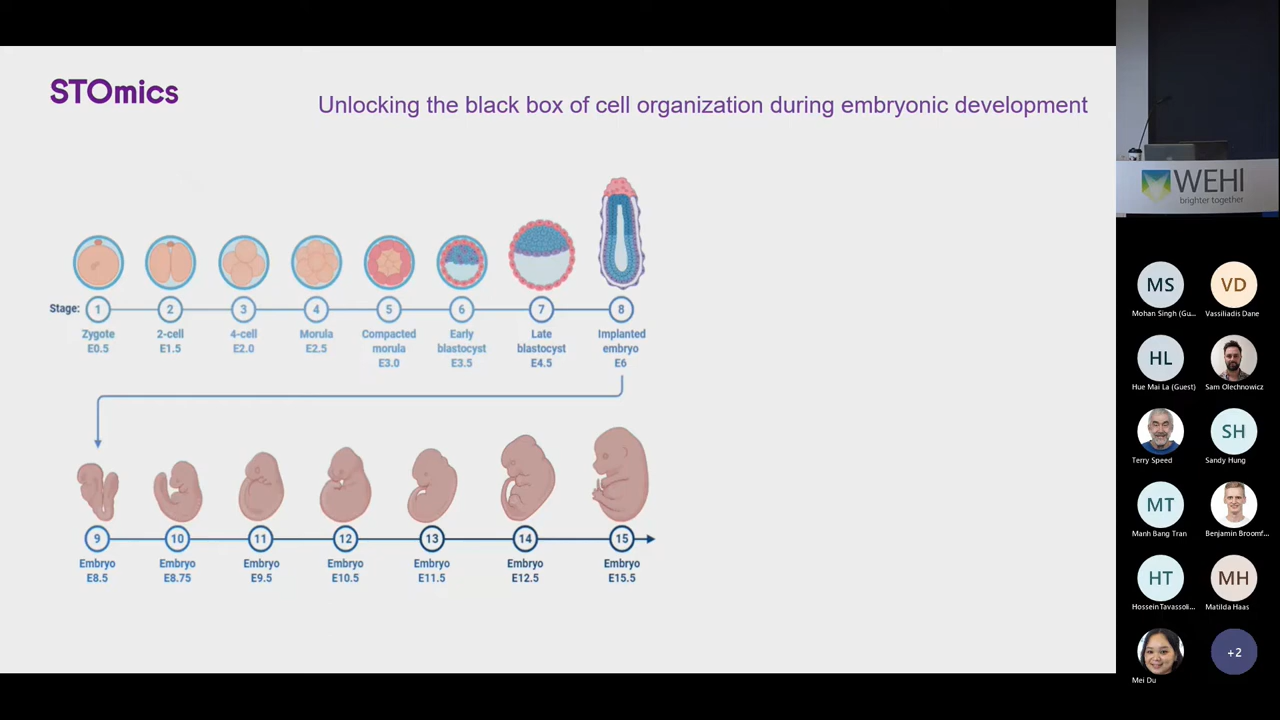 STOmics
Unlocking the black box of cell organization during embryonic development
Stage:
1
2
3
4
5
6
7
8
Zygote
E0.5
2-cell
E1.5
4-cell
E2.0
Morula
E2.5
Compacted
morula
E3.0
Early
blastocyst
E3.5
Late
blastocyst
E4.5
Implanted
embryo
E6
9
10
11
12
13
14
15
Embryo
E8.5
Embryo
E8.75
Embryo
E9.5
Embryo
E10.5
Embryo
E11.5
Embryo
E12.5
Embryo
E15.5
WEHI
brighter together
MS
Mohan Singh (Gu...
VD
Vassiliadis Dane
HL
Hue Mai La (Guest)
Sam Olechnowicz
Terry Speed
SH
Sandy Hung
MT
Manh Bang Tran
Benjamin Broomf...
HT
Hossein Tavassoli...
MH
Matilda Haas
Mei Du
+2